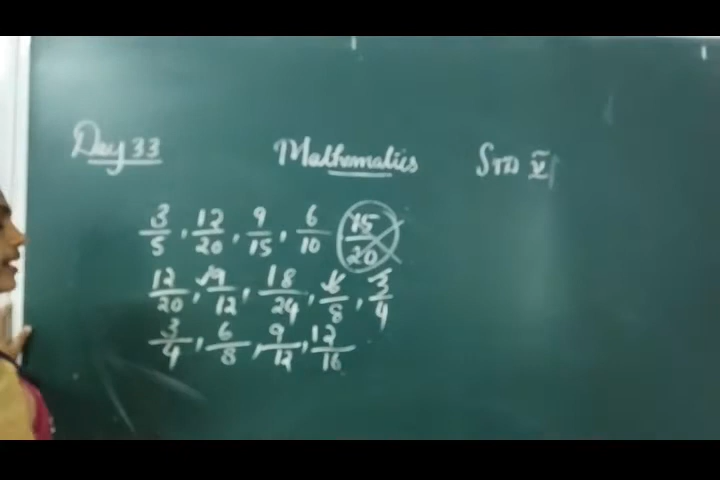 Day 33 Mathematics STD V
3/5, 12/20, 9/15, 6/10 15/20
12/20, 9/12, 18/24, 6/8, 3/4
3/4, 6/8, 9/12, 12/16